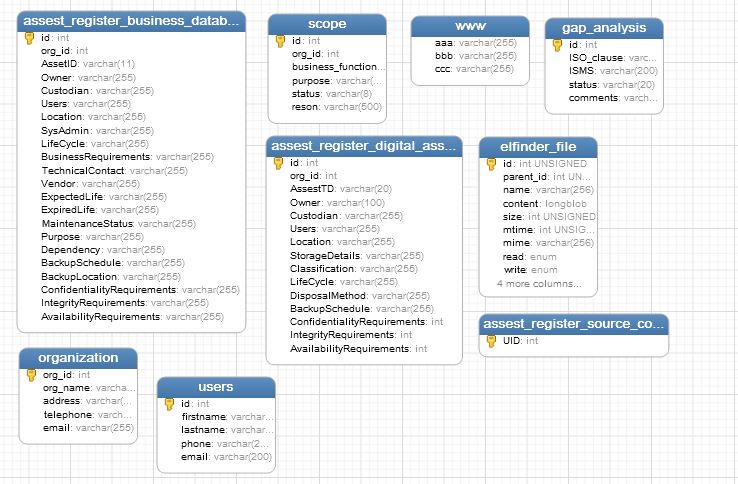 assest_register_business_datab...
id: int
org_id: int
AssetID: varchar(11)
Owner: varchar(255)
Custodian: varchar(255)
Users: varchar(255)
Location: varchar(255)
SysAdmin: varchar(255)
LifeCycle: varchar(255)
BusinessRequirements: varchar(255)
TechnicalContact: varchar(255)
Vendor: varchar(255)
ExpectedLife: varchar(255)
ExpiredLife: varchar(255)
MaintenanceStatus: varchar(255)
Purpose: varchar(255)
Dependency: varchar(255)
BackupSchedule: varchar(255)
BackupLocation: varchar(255)
ConfidentialityRequirements: varchar(255)
IntegrityRequirements: varchar(255)
AvailabilityRequirements: varchar(255)
scope
id: int
org_id: int
business_function...
purpose: varchar(...
status: varchar(8)
reson: varchar(500)
www
aaa: varchar(255)
bbb: varchar(255)
ccc: varchar(255)
gap_analysis
id: int
ISO_clause: varc...
ISMS: varchar(200)
status: varchar(20)
comments: varch...
assest_register_digital_ass...
id: int
org_id: int
AssestTD: varchar(20)
Owner: varchar(100)
Custodian: varchar(255)
Users: varchar(255)
Location: varchar(255)
StorageDetails: varchar(255)
Classification: varchar(255)
LifeCycle: varchar(255)
DisposalMethod: varchar(255)
BackupSchedule: varchar(255)
ConfidentialityRequirements: int
IntegrityRequirements: int
AvailabilityRequirements: int
elfinder_file
id: int UNSIGNED
parent_id: int UN...
name: varchar(256)
content: longblob
size: int UNSIGNED
mtime: int UNSIG...
mime: varchar(256)
read: enum
write: enum
4 more columns...
assest_register_source_co...
UID: int
organization
org_id: int
org_name: varcha...
address: varchar(...
telephone: varcha...
email: varchar(255)
users
id: int
firstname: varchar...
lastname: varchar...
phone: varchar(2...
email: varchar(200)